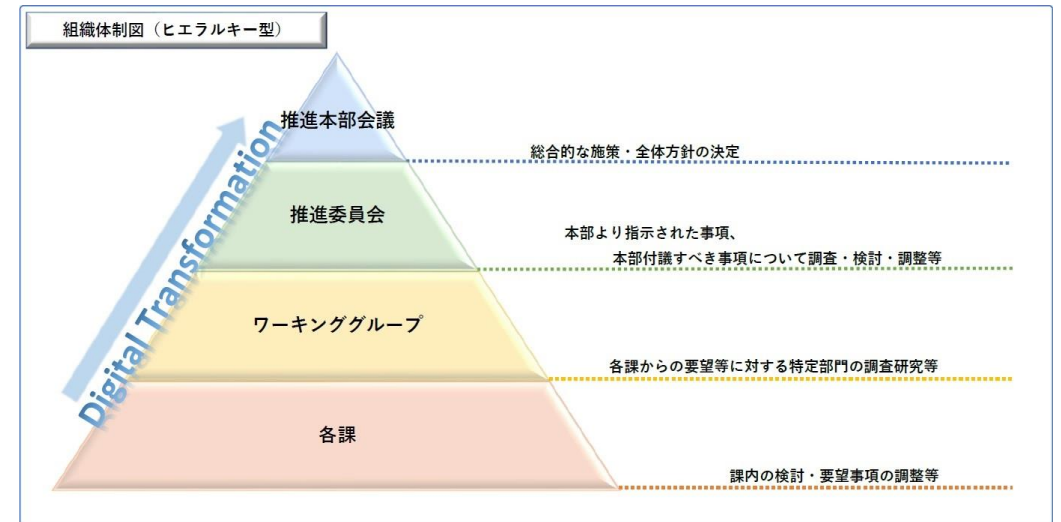 組織体制図（ヒエラルキー型）
推進本部会議
総合的な施策・全体方針の決定
Digital Transformation
推進委員会
本部より指示された事項、
本部付議すべき事項について調査・検討・調整等
ワーキンググループ
各課からの要望等に対する特定部門の調査研究等
各課
課内の検討・要望事項の調整等